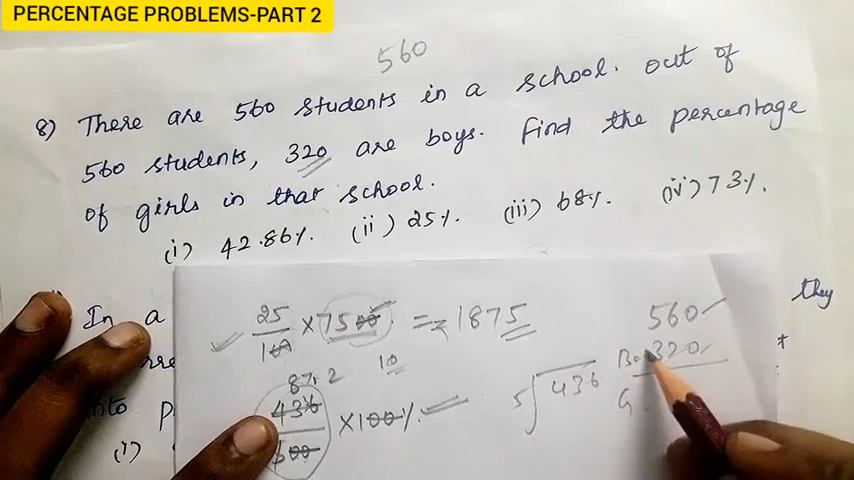 PERCENTAGE PROBLEMS-PART 2
560
8) There are 560 students in a school. Out of
560 students, 320 are boys. Find the percentage
of girls in that school.
(i) 42.86%. (ii) 25%. (iii) 68%. (iv) 73%.
In a they
25/100 × 7500 = 1875
560
320
87.2 10
436/500 × 100%.
5 436
G
(i)